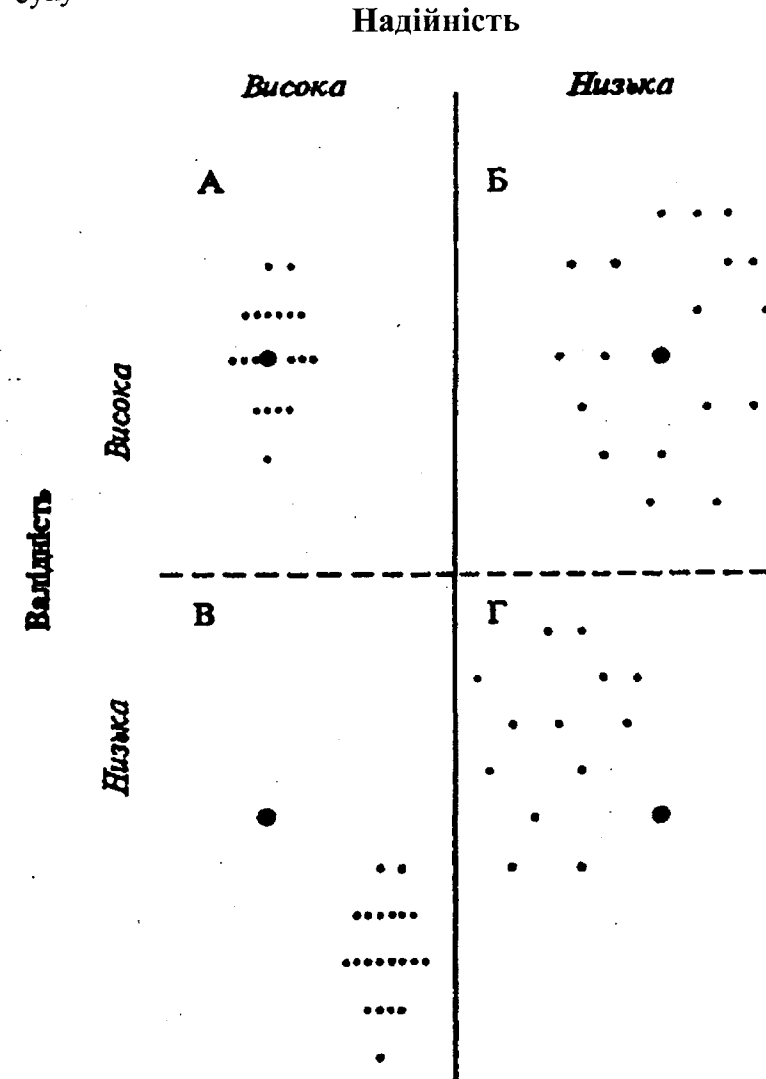 Надійність
Висока
Низька
А
Б
Висока
Валідність
В
Г
Низька